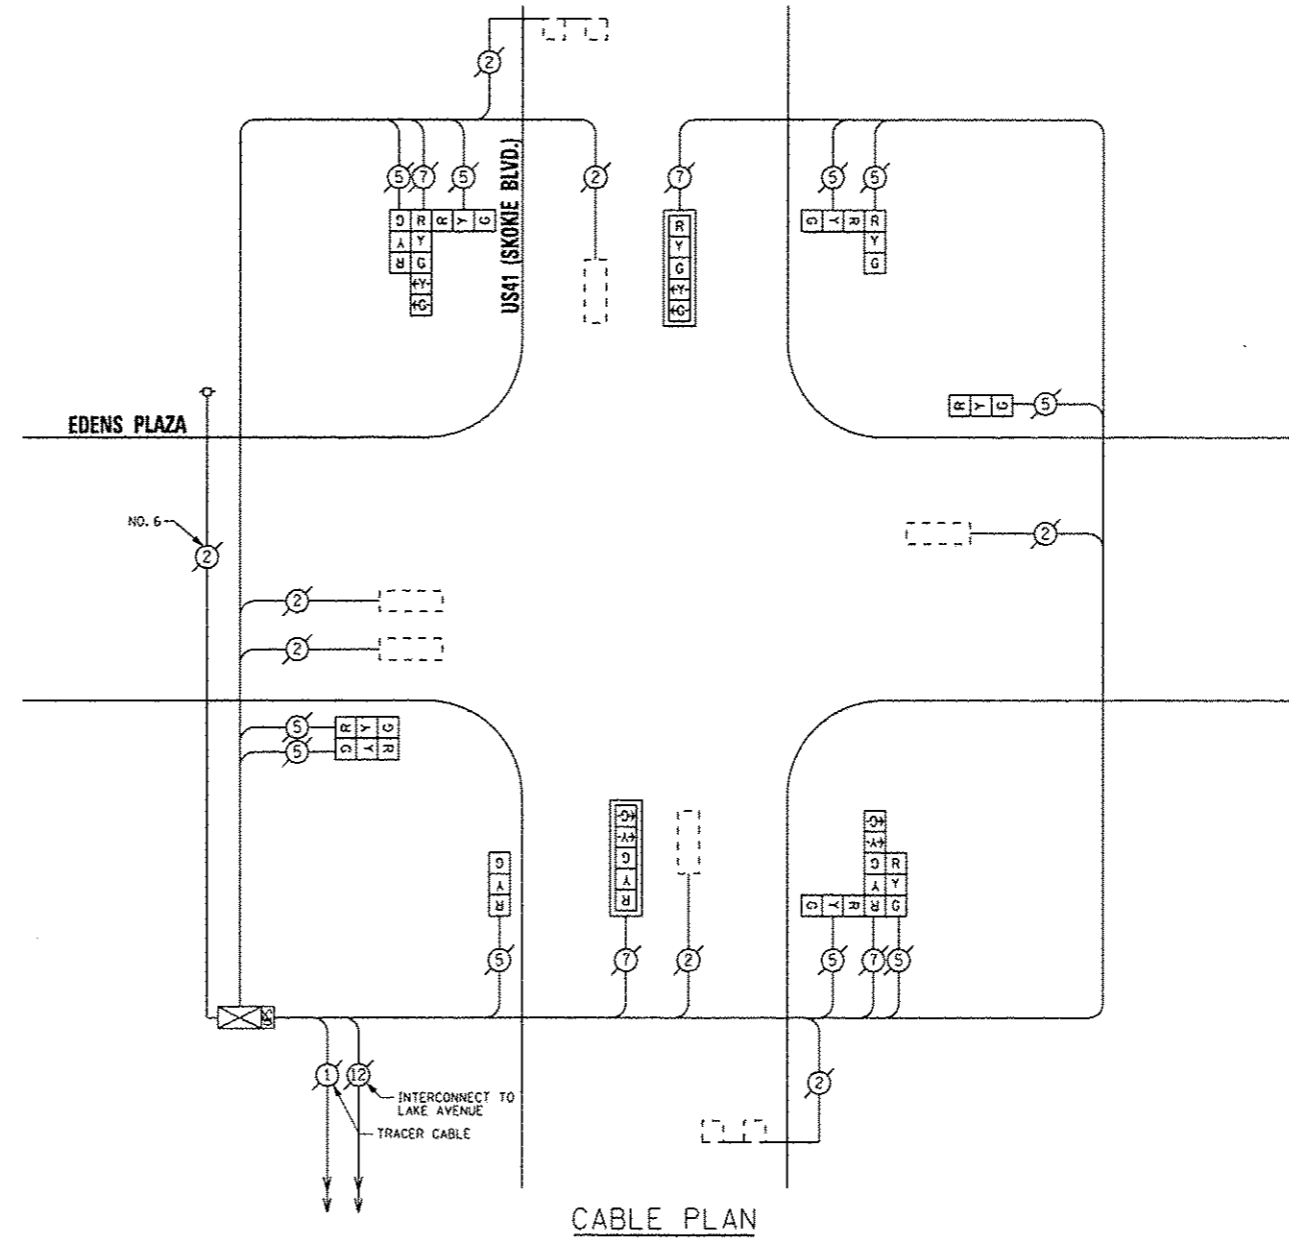 2
US41 (SKOKIE BLVD.)
5 7 5 2 7 5 5
G R R Y G
Y Y
R G
Y
G
R
Y
G
Y
G
G Y R R
Y
G
R Y G 5
EDENS PLAZA
NO. 6
2
2
2
2
5 R Y G
5 G Y R
G
Y
R
G
Y
G
Y
R
G
Y
G R
Y Y
G Y R R G
5 7 2 5 7 5
UPS
1 12 2
INTERCONNECT TO
LAKE AVENUE
TRACER CABLE
CABLE PLAN